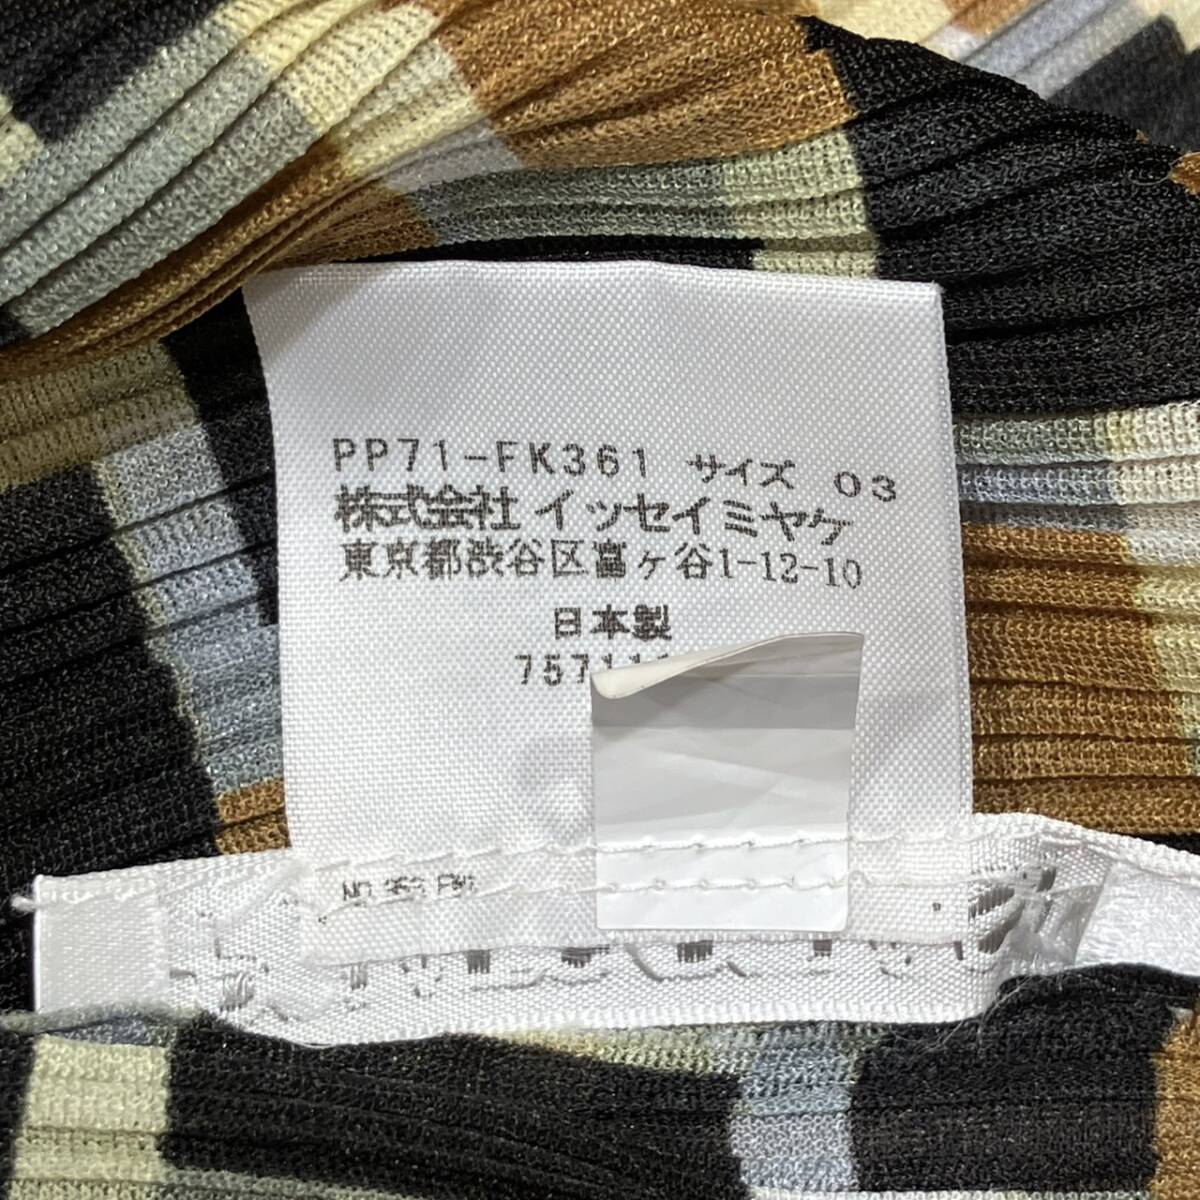 PP71-FK361 サイズ 03
株式会社イッセイミヤケ
東京都渋谷区富ヶ谷1-12-10
日本製